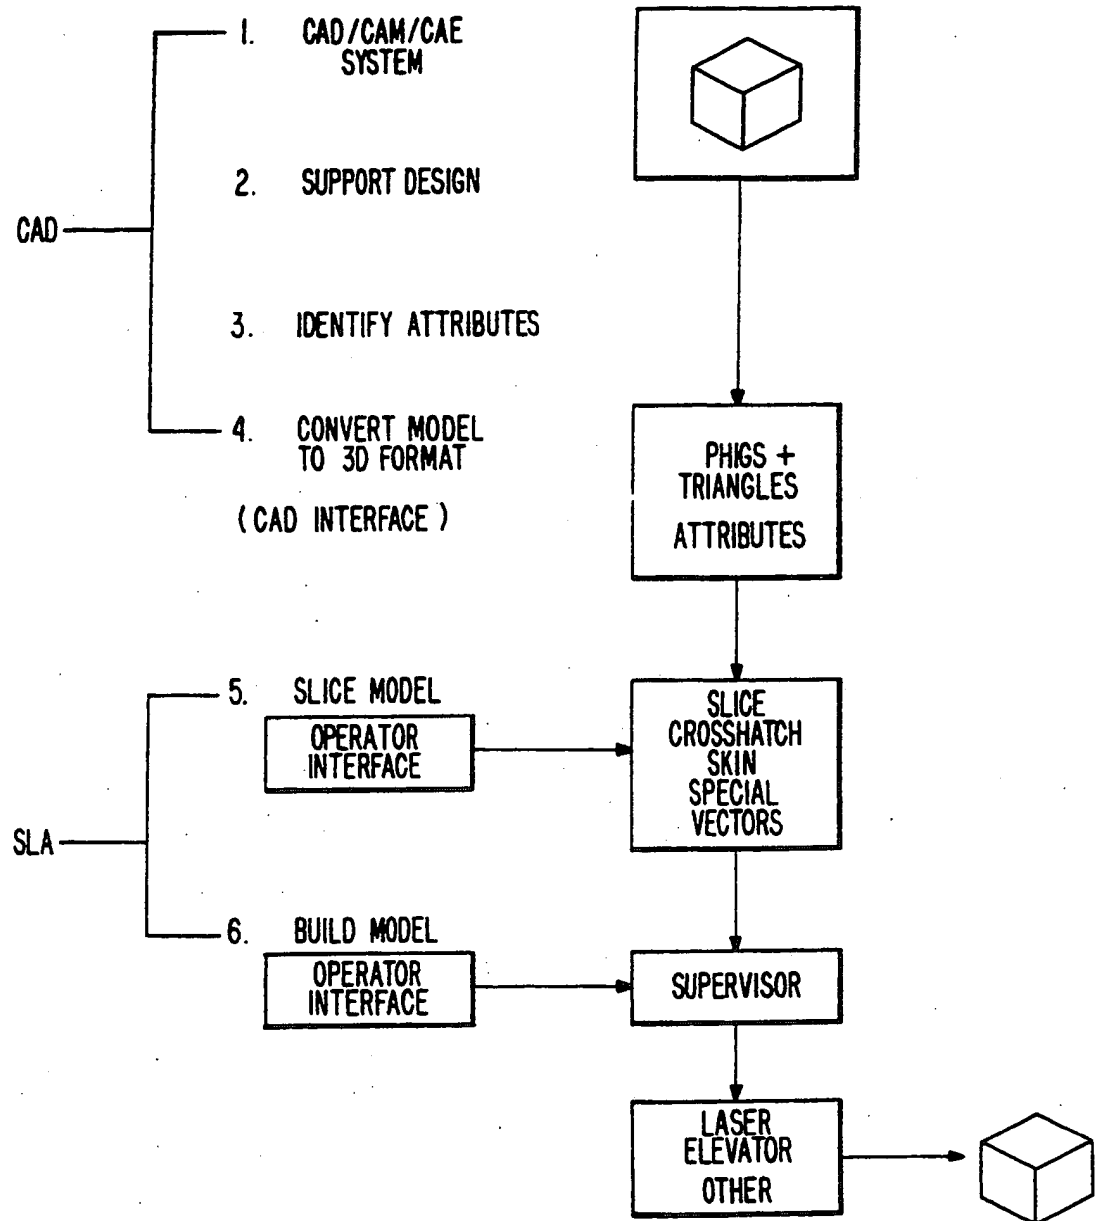 1. CAD/CAM/CAE
SYSTEM
2. SUPPORT DESIGN
CAD
3. IDENTIFY ATTRIBUTES
4. CONVERT MODEL
TO 3D FORMAT
(CAD INTERFACE)
PHIGS +
TRIANGLES
ATTRIBUTES
5. SLICE MODEL
OPERATOR
INTERFACE
SLICE
CROSSHATCH
SKIN
SPECIAL
VECTORS
SLA
6. BUILD MODEL
OPERATOR
INTERFACE
SUPERVISOR
LASER
ELEVATOR
OTHER